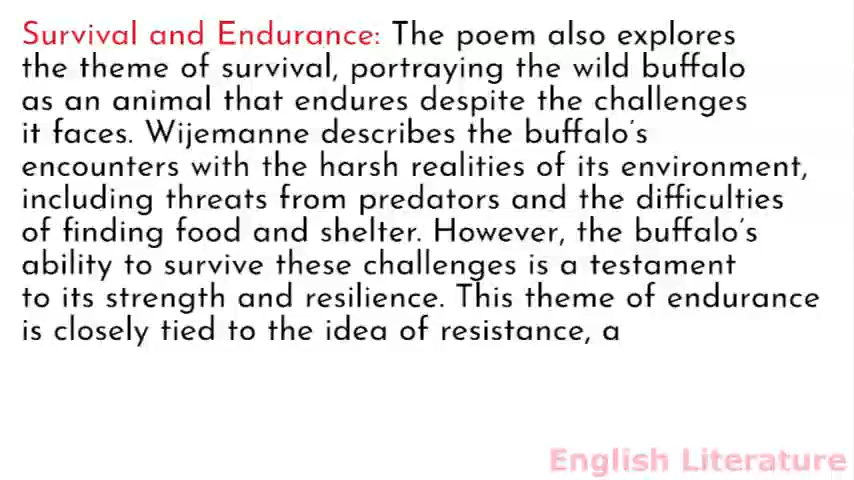 Survival and Endurance: The poem also explores
the theme of survival, portraying the wild buffalo
as an animal that endures despite the challenges
it faces. Wijemanne describes the buffalo's
encounters with the harsh realities of its environment,
including threats from predators and the difficulties
of finding food and shelter. However, the buffalo's
ability to survive these challenges is a testament
to its strength and resilience. This theme of endurance
is closely tied to the idea of resistance, a
English Literature